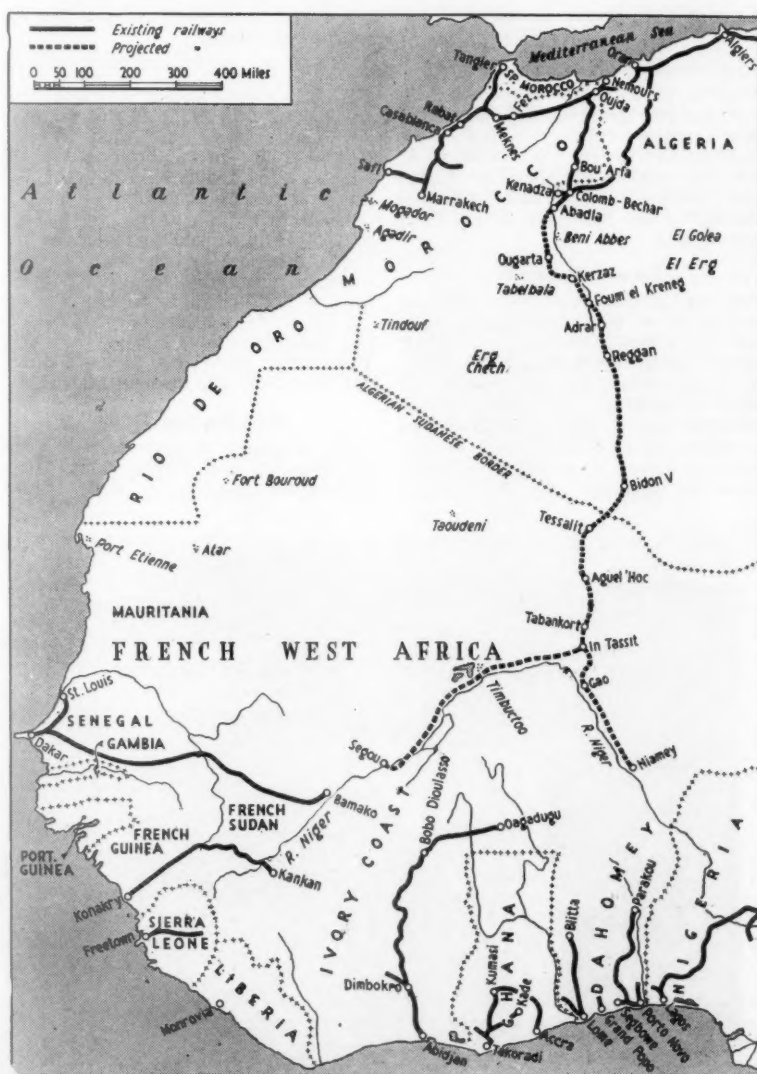 Existing railways
Projected "
0 50 100 200 300 400 Miles
Mediterranean Sea
Algiers
Tangier
SP. MOROCCO
Oran
Nemours
Oujda
Rabat
Fez
Casablanca
Meknes
ALGERIA
Safi
Bou Arfa
Kenadza
Colomb-Bechar
Marrakech
Abadla
Atlantic
Ocean
Mogador
Agadir
MOROCCO
Beni Abbes
El Golea
El Erg
Ougarta
Kerzaz
Tabelbala
Foum el Kreneg
Adrar
Tindouf
Erg
Chech.
Reggan
RIO DE ORO
ALGERIAN - SUDANESE BORDER
Fort Bouroud
Bidon V
Taoudeni
Tessalit
Port Etienne
Atar
Aguel'Hoc
MAURITANIA
Tabankort
FRENCH WEST AFRICA
In Tassit
Timbuctoo
Gao
St. Louis
SENEGAL
GAMBIA
Dakar
Segou
R. Niger
Niamey
Bamako
FRENCH
SUDAN
Bobo Dioulasso
Oagadugu
FRENCH
GUINEA
PORT.
GUINEA
R. Niger
Kankan
IVORY COAST
Konakry
SIERRA
LEONE
Freetown
LIBERIA
Monrovia
Dimbokro
Abidjan
GHANA
Kumasi
Kade
Takoradi
Accra
Blitta
DAHOMEY
Parakou
NIGERIA
Lome
Grand Popo
Segbowe
Porto Novo
Lagos